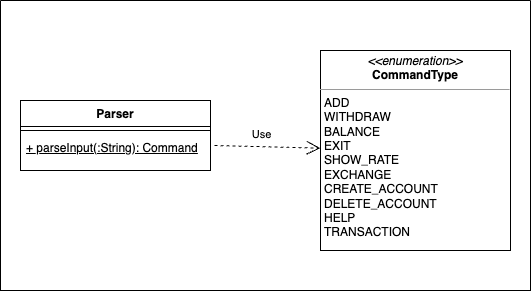 <<enumeration>>
CommandType
Parser
+ parseInput(:String): Command
Use
ADD
WITHDRAW
BALANCE
EXIT
SHOW_RATE
EXCHANGE
CREATE_ACCOUNT
DELETE_ACCOUNT
HELP
TRANSACTION